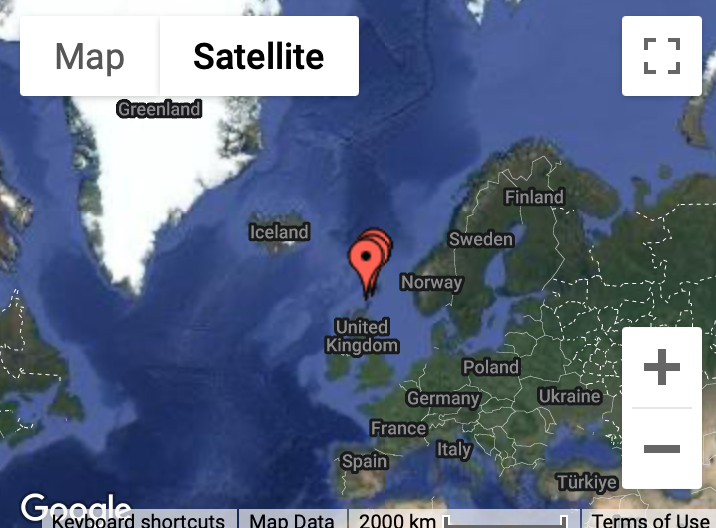 Map
Satellite
Greenland
Finland
Iceland
Sweden
Norway
United
Kingdom
Poland
Germany
Ukraine
France
Italy
Spain
Türkiye
Google
Keyboard shortcuts
Map Data
2000 km
Terms of Use